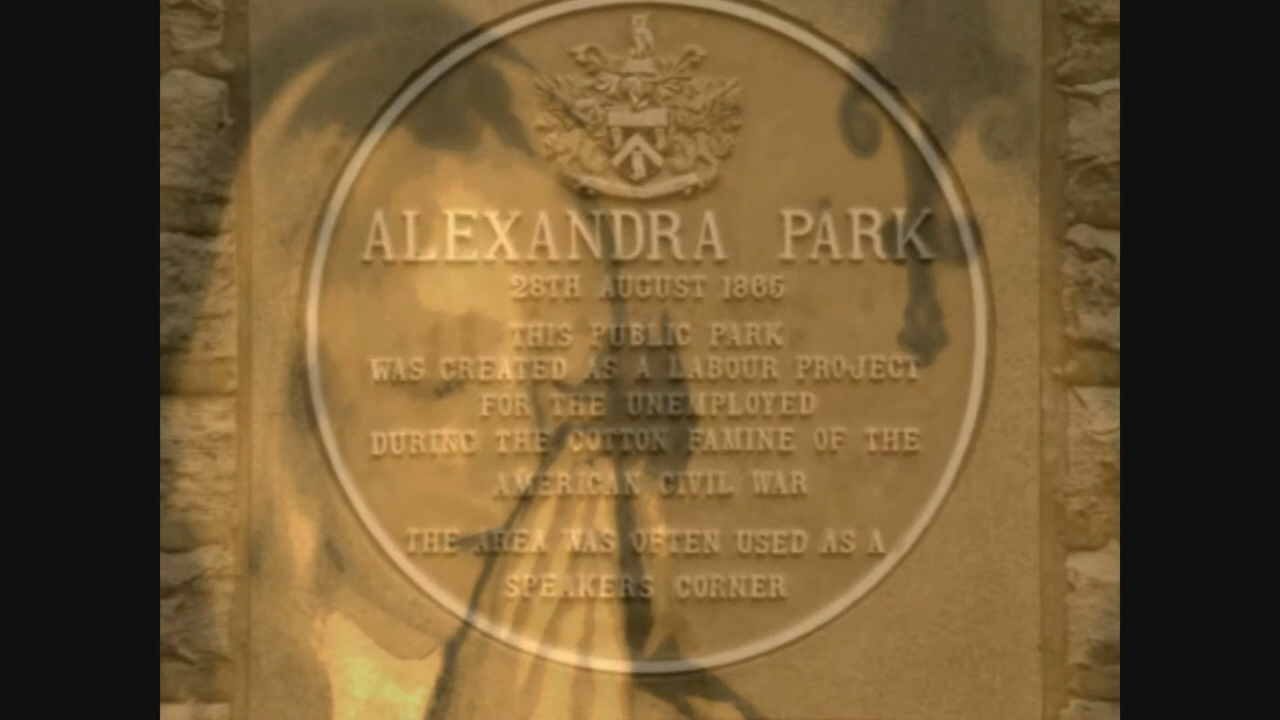 ALEXANDRA PARK
28TH AUGUST 1865
THIS PUBLIC PARK
WAS CREATED AS A LABOUR PROJECT
FOR THE UNEMPLOYED
DURING THE COTTON FAMINE OF THE
AMERICAN CIVIL WAR
THE AREA WAS OFTEN USED AS A
SPEAKERS CORNER